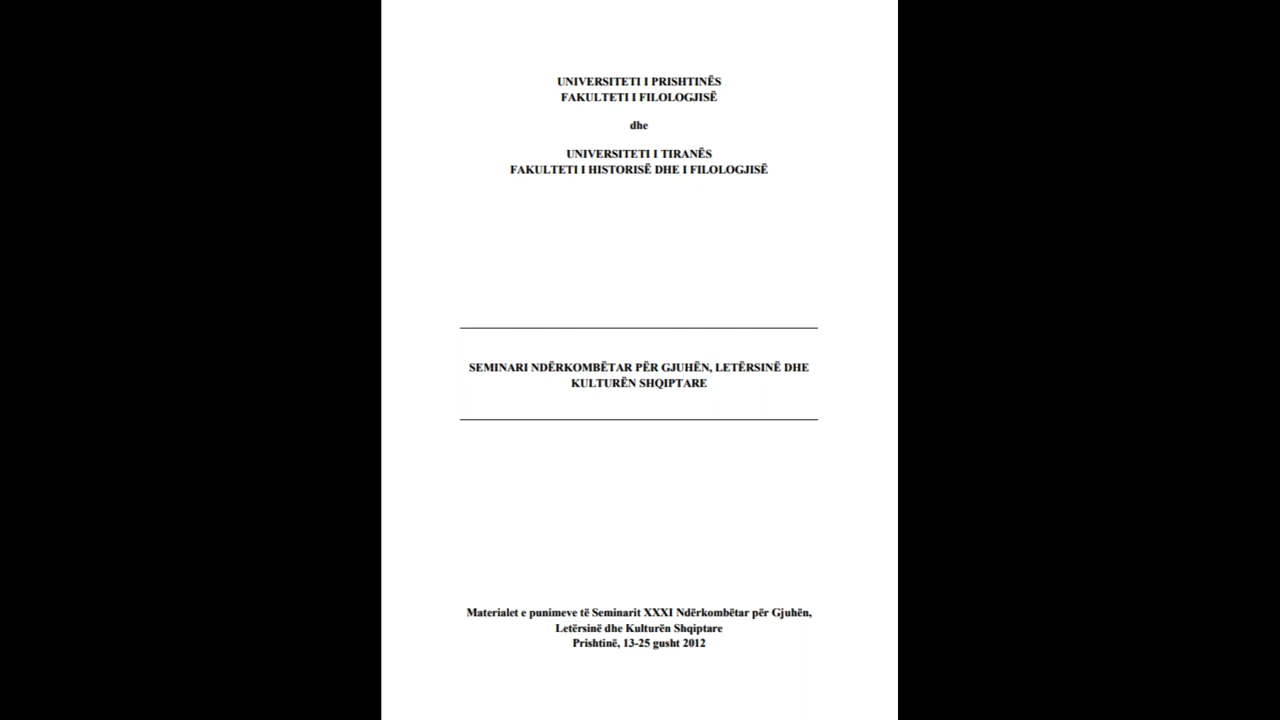 UNIVERSITETI I PRISHTINËS
FAKULTETI I FILOLOGJISË
dhe
UNIVERSITETI I TIRANËS
FAKULTETI I HISTORISË DHE I FILOLOGJISË
SEMINARI NDËRKOMBËTAR PËR GJUHËN, LETËRSINË DHE
KULTURËN SHQIPTARE
Materialet e punimeve të Seminarit XXXI Ndërkombëtar për Gjuhën,
Letërsinë dhe Kulturën Shqiptare
Prishtinë, 13-25 gusht 2012